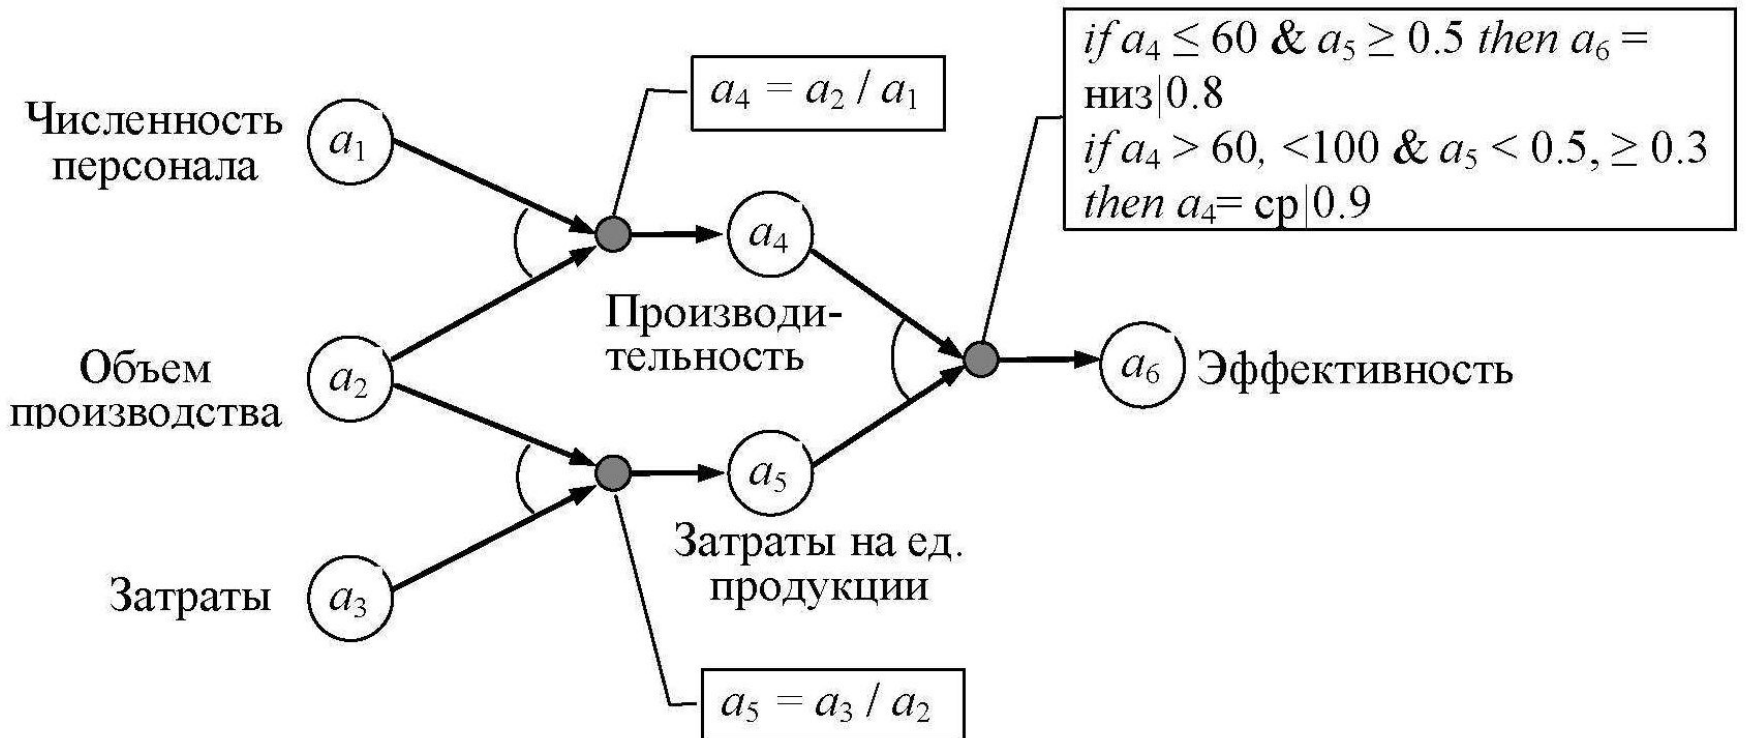 if a₄ ≤ 60 & a₅ ≥ 0.5 then a₆ =
низ|0.8
if a₄ > 60, <100 & a₅ < 0.5, ≥ 0.3
then a₄= ср|0.9
a₄ = a₂ / a₁
Численность
персонала
a₁
a₄
Производи-
тельность
Объем
производства
a₂
a₆
Эффективность
a₅
Затраты на ед.
продукции
Затраты
a₃
a₅ = a₃ / a₂